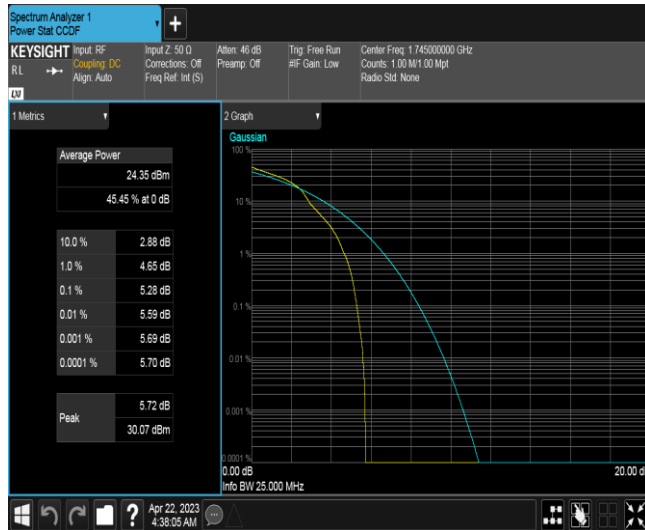 Spectrum Analyzer 1
Power Stat CCDF
KEYSIGHT
RL
LXI
Input: RF
Coupling: DC
Align: Auto
Input Z: 50 Ω
Corrections: Off
Freq Ref: Int (S)
Atten: 46 dB
Preamp: Off
Trig: Free Run
#IF Gain: Low
Center Freq: 1.745000000 GHz
Counts: 1.00 M/1.00 Mpt
Radio Std: None
1 Metrics
Average Power
24.35 dBm
45.45 % at 0 dB
10.0 % 2.88 dB
1.0 % 4.65 dB
0.1 % 5.28 dB
0.01 % 5.59 dB
0.001 % 5.69 dB
0.0001 % 5.70 dB
Peak
5.72 dB
30.07 dBm
2 Graph
Gaussian
100 %
10 %
1 %
0.1 %
0.01 %
0.001 %
0.0001 %
0.00 dB 20.00 d
Info BW 25.000 MHz
? Apr 22, 2023
4:38:05 AM